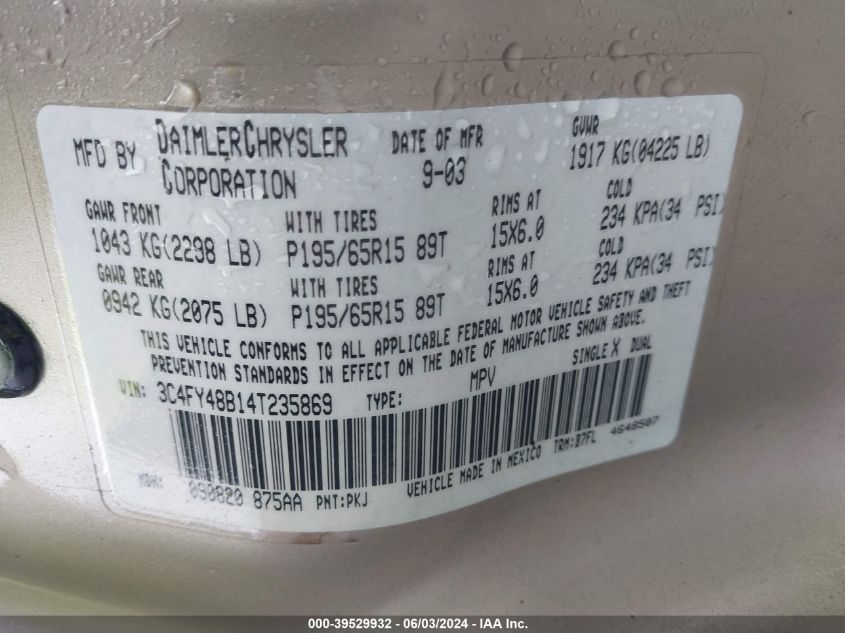 MFD BY DAIMLERCHRYSLER CORPORATION
DATE OF MFR 9-03
GVWR 1917 KG(04225 LB)
GAWR FRONT 1043 KG(2298 LB)
WITH TIRES P195/65R15 89T
RIMS AT 15X6.0
COLD 234 KPA(34 PSI)
GAWR REAR 0942 KG(2075 LB)
WITH TIRES P195/65R15 89T
RIMS AT 15X6.0
COLD 234 KPA(34 PSI)
THIS VEHICLE CONFORMS TO ALL APPLICABLE FEDERAL MOTOR VEHICLE SAFETY AND THEFT
PREVENTION STANDARDS IN EFFECT ON THE DATE OF MANUFACTURE SHOWN ABOVE.
VIN: 3C4FY48B14T235869 TYPE: MPV SINGLE X DUAL
MDH: 090820 875AA PNT:PKJ VEHICLE MADE IN MEXICO TRM:B7FL 4648507
000-39529932 - 06/03/2024 - IAA Inc.